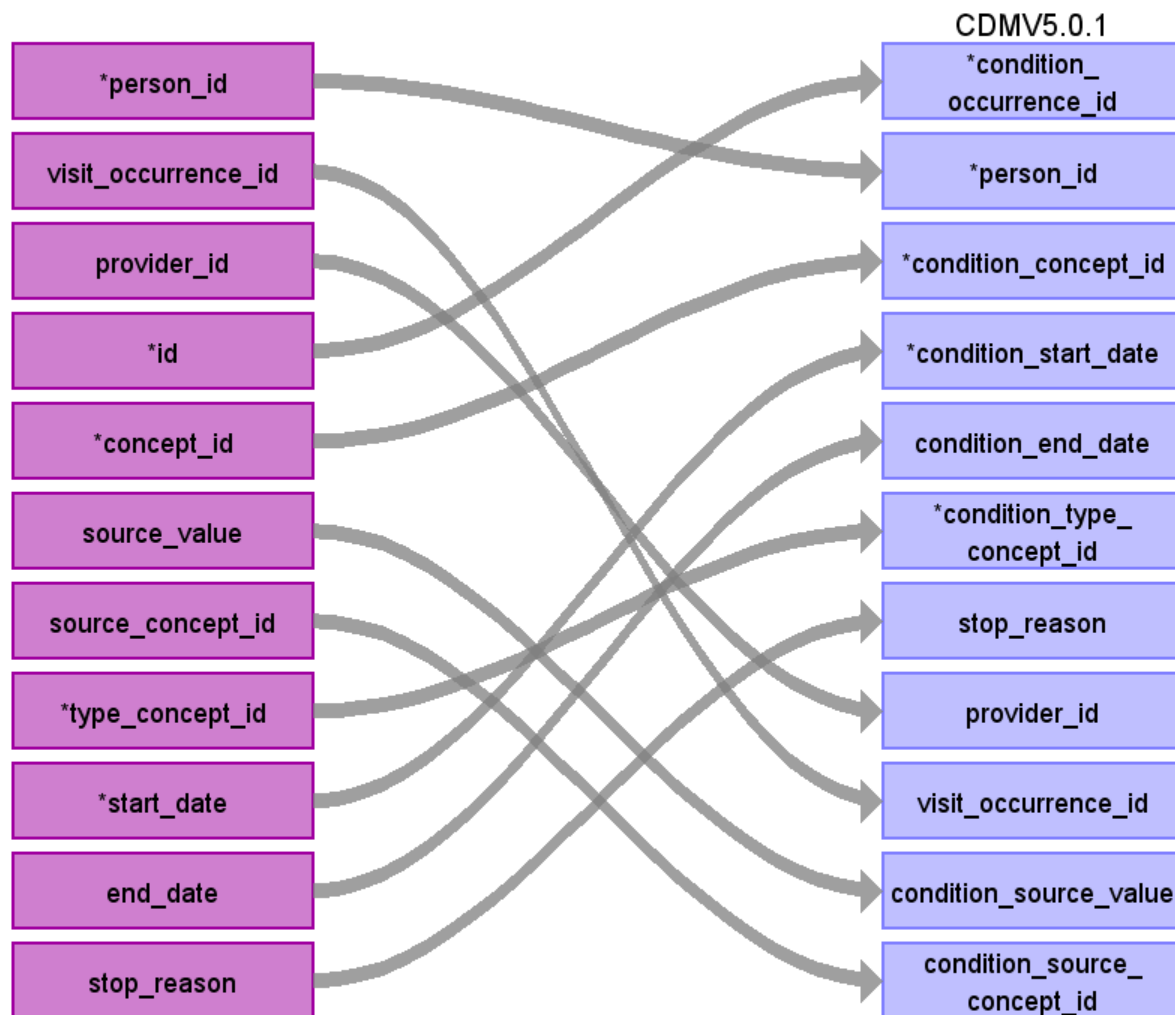 CDMV5.0.1
*person_id
*condition_
occurrence_id
visit_occurrence_id
*person_id
provider_id
*condition_concept_id
*id
*condition_start_date
*concept_id
condition_end_date
source_value
*condition_type_
concept_id
source_concept_id
stop_reason
*type_concept_id
provider_id
*start_date
visit_occurrence_id
end_date
condition_source_value
stop_reason
condition_source_
concept_id